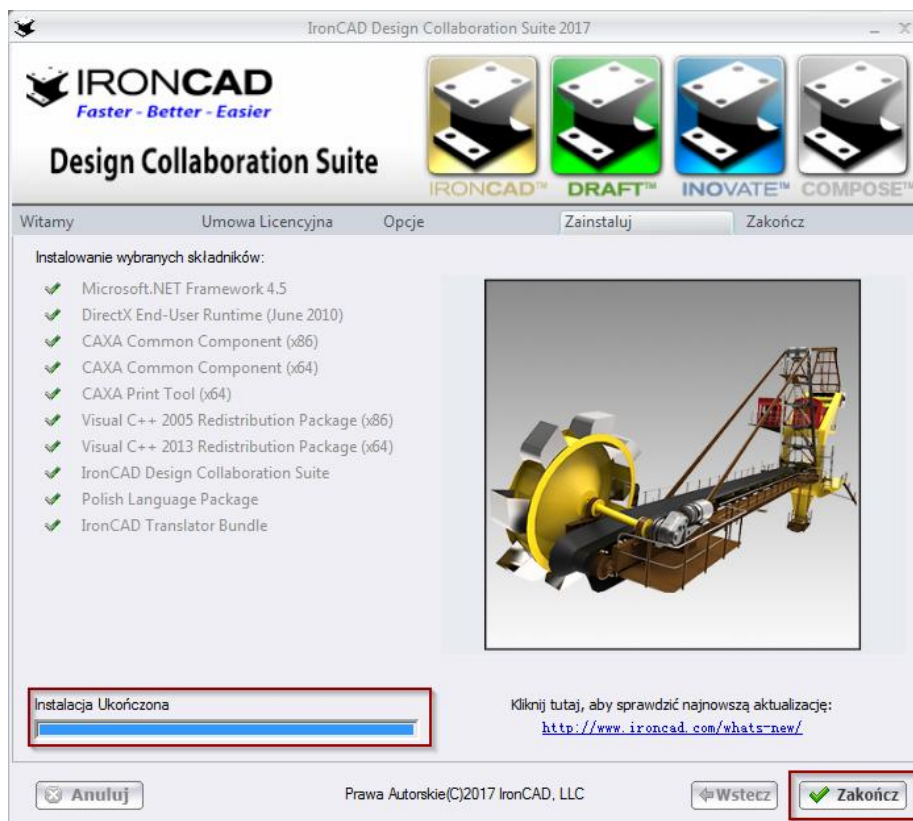 IronCAD Design Collaboration Suite 2017
IRONCAD
Faster - Better - Easier
Design Collaboration Suite
IRONCAD™ DRAFT™ INOVATE™ COMPOSE™
Witamy Umowa Licencyjna Opcje Zainstaluj Zakończ
Instalowanie wybranych składników:
Microsoft.NET Framework 4.5
DirectX End-User Runtime (June 2010)
CAXA Common Component (x86)
CAXA Common Component (x64)
CAXA Print Tool (x64)
Visual C++ 2005 Redistribution Package (x86)
Visual C++ 2013 Redistribution Package (x64)
IronCAD Design Collaboration Suite
Polish Language Package
IronCAD Translator Bundle
Instalacja Ukończona
Kliknij tutaj, aby sprawdzić najnowszą aktualizację:
http://www.ironcad.com/whats-new/
Anuluj
Prawa Autorskie(C)2017 IronCAD, LLC
Wstecz
Zakończ